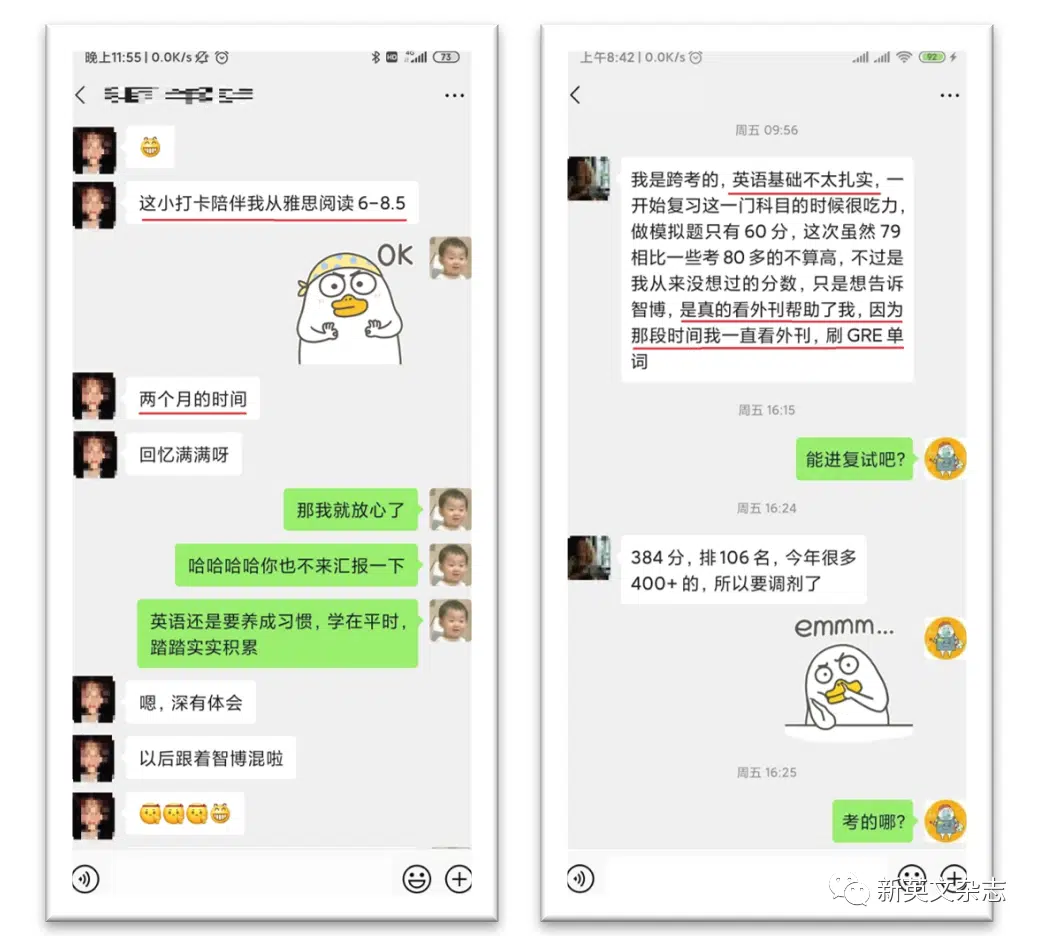 晚上11:55 | 0.0K/s
HD
4G
73
这小打卡陪伴我从雅思阅读6-8.5
OK
两个月的时间
回忆满满呀
那我就放心了
哈哈哈哈你也不来汇报一下
英语还是要养成习惯，学在平时，
踏踏实实积累
嗯，深有体会
以后跟着智博混啦
上午8:42 | 0.0K/s
92
周五 09:56
我是跨考的，英语基础不太扎实，一
开始复习这一门科目的时候很吃力，
做模拟题只有60分，这次虽然79
相比一些考80多的不算高，不过是
我从来没想过的分数，只是想告诉
智博，是真的看外刊帮助了我，因为
那段时间我一直看外刊，刷GRE单
词
周五 16:15
能进复试吧？
周五 16:24
384分，排106名，今年很多
400+的，所以要调剂了
emmm...
周五 16:25
考的哪？
新英文杂志